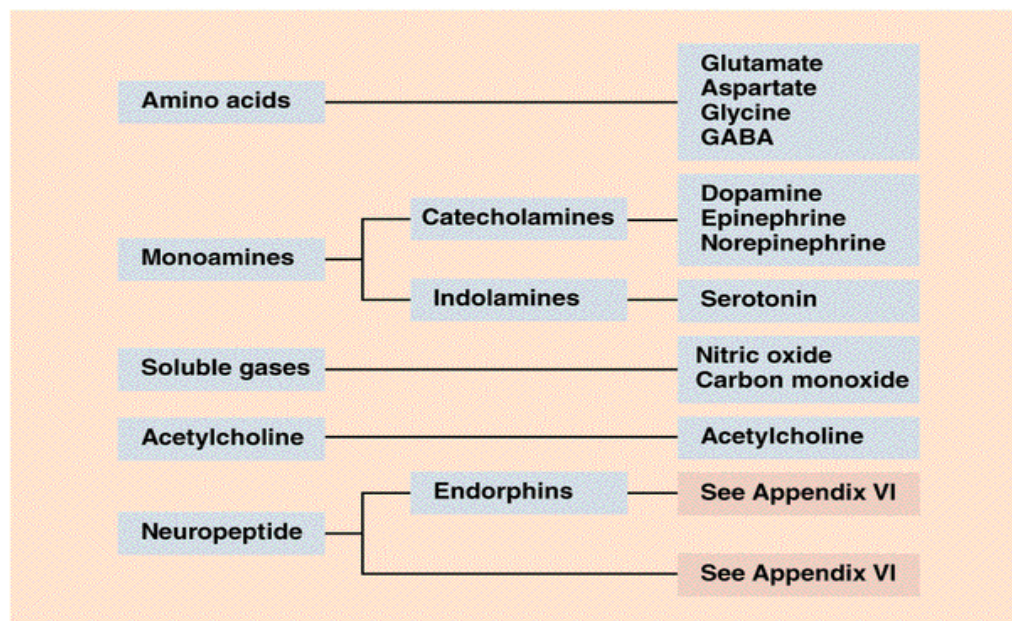 Amino acids
Glutamate
Aspartate
Glycine
GABA
Monoamines
Catecholamines
Dopamine
Epinephrine
Norepinephrine
Indolamines
Serotonin
Soluble gases
Nitric oxide
Carbon monoxide
Acetylcholine
Acetylcholine
Neuropeptide
Endorphins
See Appendix VI
See Appendix VI